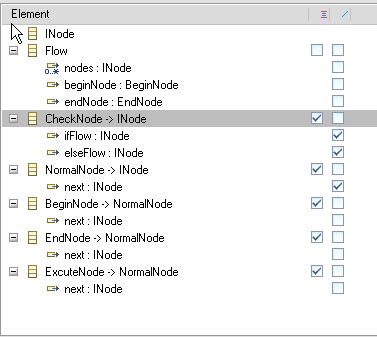 Element
INode
Flow
0..* nodes : INode
beginNode : BeginNode
endNode : EndNode
CheckNode -> INode
ifFlow : INode
elseFlow : INode
NormalNode -> INode
next : INode
BeginNode -> NormalNode
next : INode
EndNode -> NormalNode
next : INode
ExcuteNode -> NormalNode
next : INode